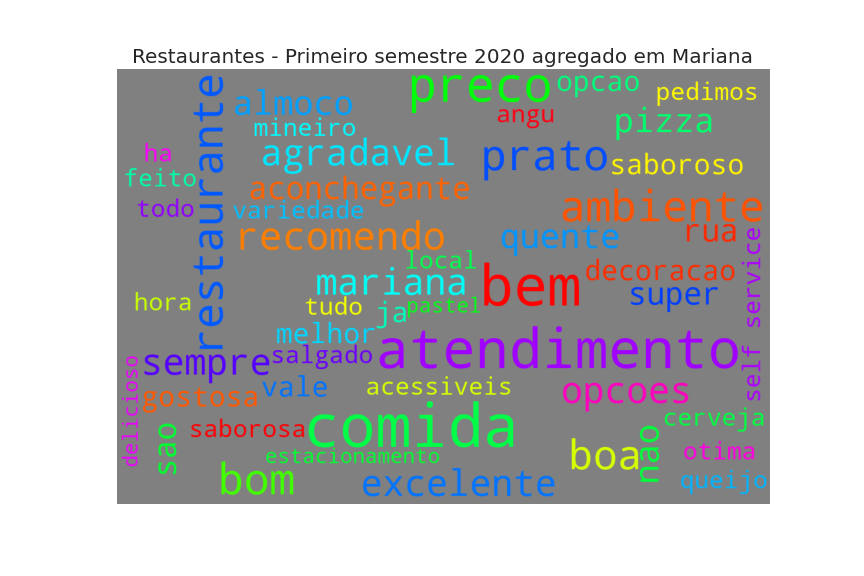 Restaurantes - Primeiro semestre 2020 agregado em Mariana
restaurante
almoco
preco
opcao
pedimos
mineiro
angu
pizza
ha
agradavel
prato
saboroso
feito
aconchegante
todo
variedade
ambiente
recomendo
quente
rua
local
decoracao
mariana
bem
super
self service
hora
tudo
ja
pastel
melhor
atendimento
sempre
salgado
delicioso
gostosa
vale
acessiveis
opcoes
sao
saborosa
comida
cerveja
estacionamento
boa
nao
otima
bom
excelente
queijo